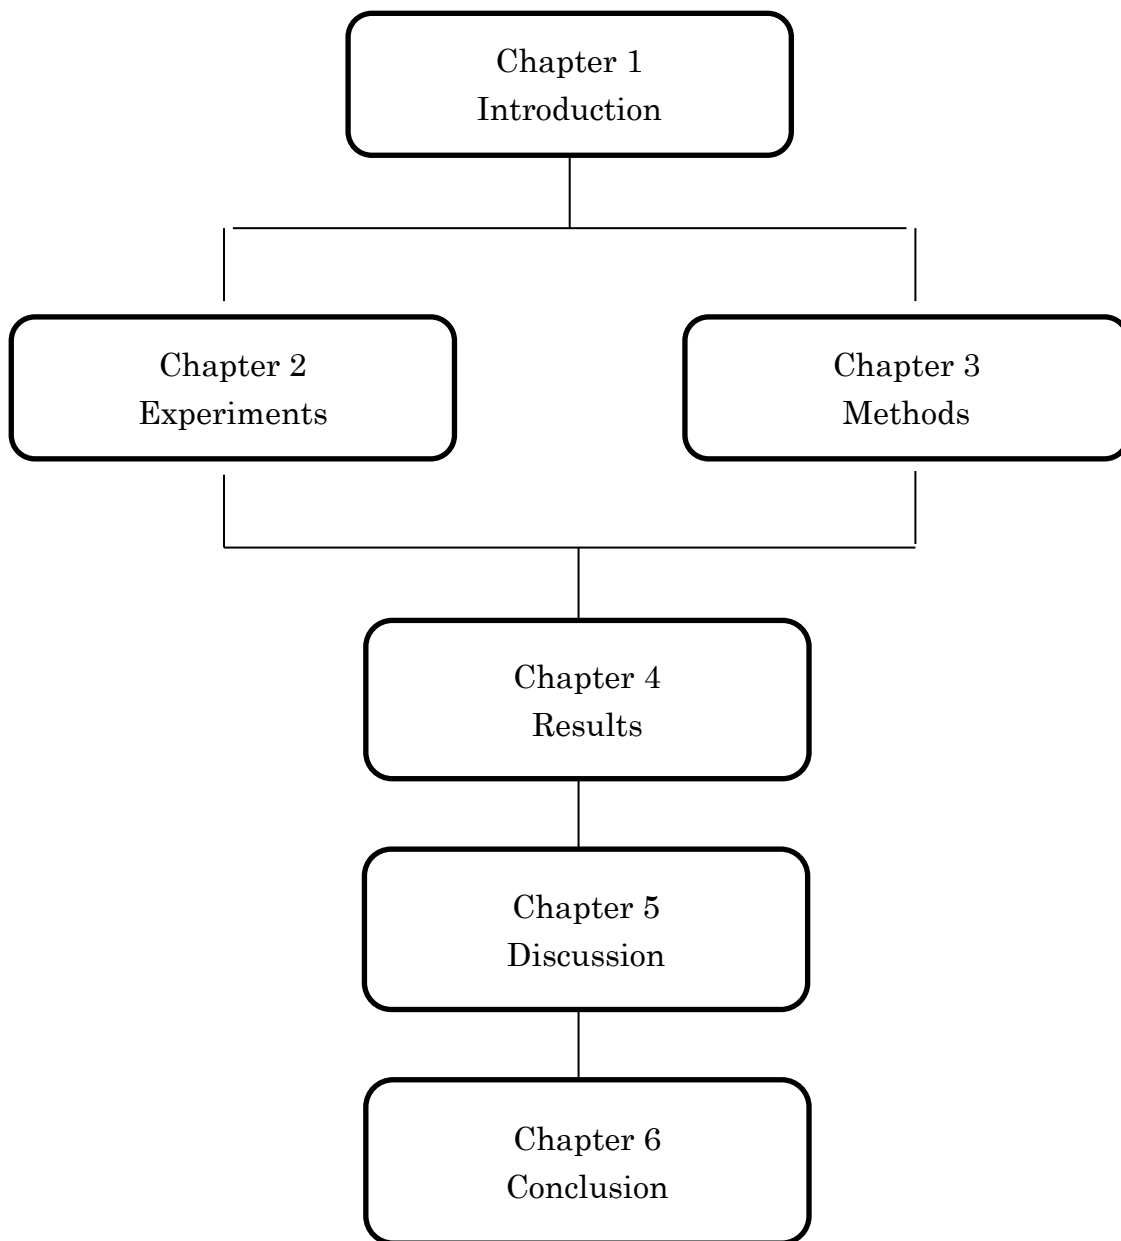 Chapter 1
Introduction
Chapter 2
Experiments
Chapter 3
Methods
Chapter 4
Results
Chapter 5
Discussion
Chapter 6
Conclusion